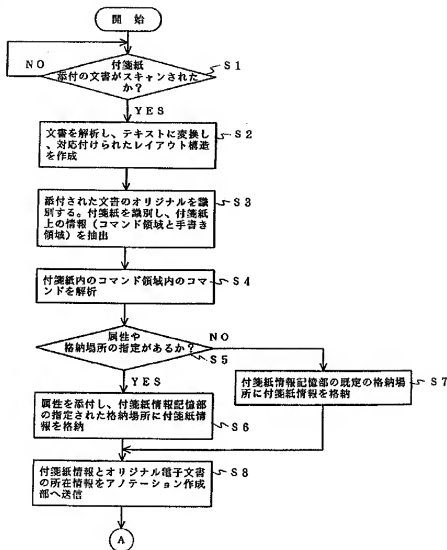 開 始
付箋紙
添付の文書がスキャンされた
か?
S1
NO
YES
文書を解析し、テキストに変換し
、対応付けられたレイアウト構造
を作成
S2
添付された文書のオリジナルを識
別する。付箋紙を識別し、付箋紙
上の情報(コマンド領域と手書き
領域)を抽出
S3
付箋紙内のコマンド領域内のコマ
ンドを解析
S4
属性や
格納場所の指定があるか?
S5
NO
YES
属性を添付し、付箋紙情報記憶部
の指定された格納場所に付箋紙情
報を格納
S6
付箋紙情報記憶部の既定の格納場
所に付箋紙情報を格納
S7
付箋紙情報とオリジナル電子文書
の所在情報をアノテーション作成
部へ送信
S8
A